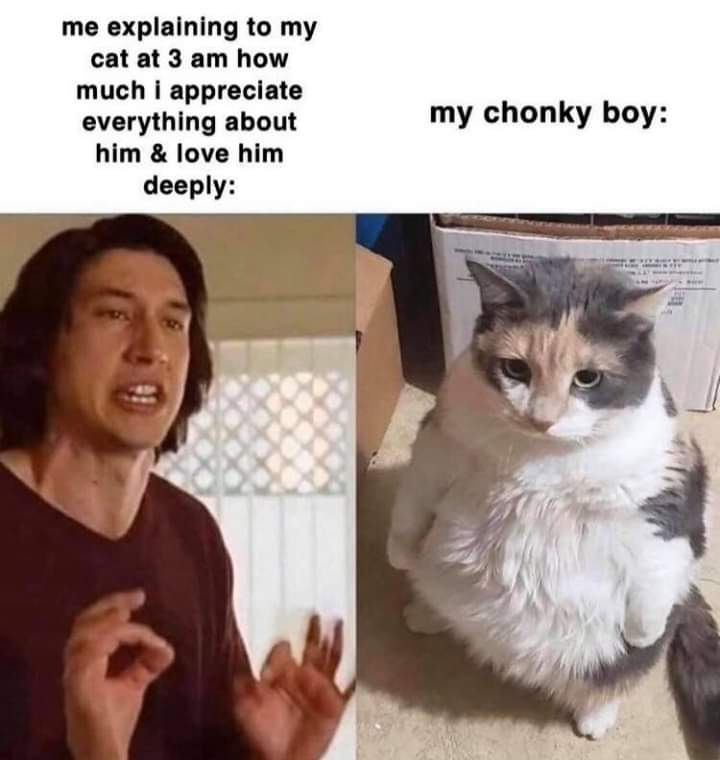 me explaining to my
cat at 3 am how
much i appreciate
everything about
him & love him
deeply:
my chonky boy: